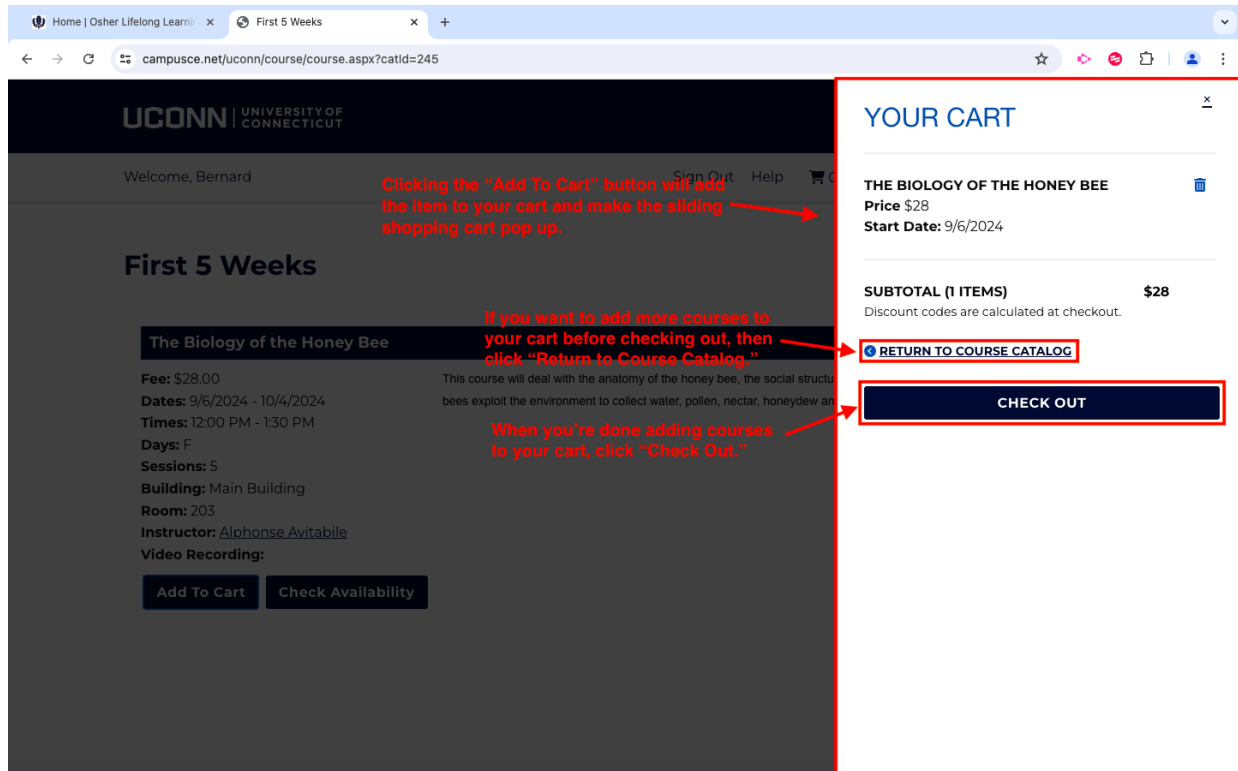 Home | Osher Lifelong Learni
First 5 Weeks
campusce.net/uconn/course/course.aspx?catId=245
UCONN | UNIVERSITY OF
CONNECTICUT
Welcome, Bernard
Sign Out Help
Clicking the "Add To Cart" button will add
the item to your cart and make the sliding
shopping cart pop up.
First 5 Weeks
The Biology of the Honey Bee
Fee: $28.00
Dates: 9/6/2024 - 10/4/2024
Times: 12:00 PM - 1:30 PM
Days: F
Sessions: 5
Building: Main Building
Room: 203
Instructor: Alphonse Avitabile
Video Recording:
Add To Cart
Check Availability
This course will deal with the anatomy of the honey bee, the social structu
bees exploit the environment to collect water, pollen, nectar, honeydew an
If you want to add more courses to
your cart before checking out, then
click “Return to Course Catalog.”
When you’re done adding courses
to your cart, click “Check Out.”
YOUR CART
×
THE BIOLOGY OF THE HONEY BEE
Price $28
Start Date: 9/6/2024
SUBTOTAL (1 ITEMS) $28
Discount codes are calculated at checkout.
RETURN TO COURSE CATALOG
CHECK OUT